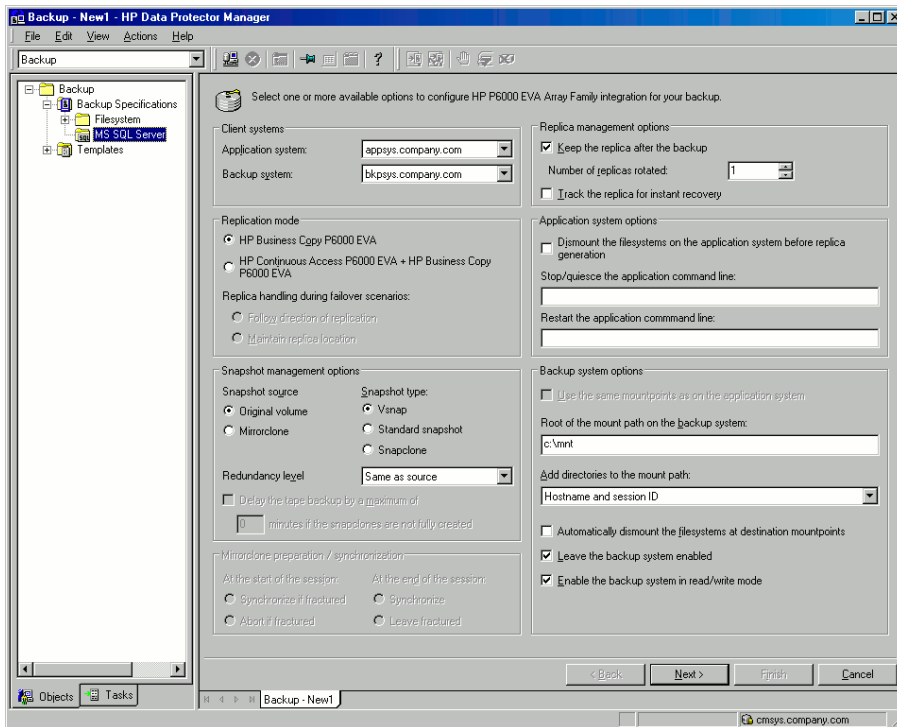 Backup - New1 - HP Data Protector Manager
File Edit View Actions Help
Backup
Backup
Backup Specifications
Filesystem
MS SQL Server
Templates
Select one or more available options to configure HP P6000 EVA Array Family integration for your backup.
Client systems
Application system: appsys.company.com
Backup system: bkpsys.company.com
Replica management options
Keep the replica after the backup
Number of replicas rotated: 1
Track the replica for instant recovery
Replication mode
HP Business Copy P6000 EVA
HP Continuous Access P6000 EVA + HP Business Copy
P6000 EVA
Replica handling during failover scenarios:
Follow direction of replication
Maintain replica location
Application system options
Dismount the filesystems on the application system before replica
generation
Stop/quiesce the application command line:
Restart the application commmand line:
Snapshot management options
Snapshot source
Original volume
Mirrorclone
Snapshot type:
Vsnap
Standard snapshot
Snapclone
Redundancy level Same as source
Delay the tape backup by a maximum of
0 minutes if the snapclones are not fully created
Mirrorclone preparation / synchronization
At the start of the session:
Synchronize if fractured
Abort if fractured
At the end of the session:
Synchronize
Leave fractured
Backup system options
Use the same mountpoints as on the application system
Root of the mount path on the backup system:
c:\mnt
Add directories to the mount path:
Hostname and session ID
Automatically dismount the filesystems at destination mountpoints
Leave the backup system enabled
Enable the backup system in read/write mode
< Back Next > Finish Cancel
Objects Tasks
Backup - New1
cmsys.company.com